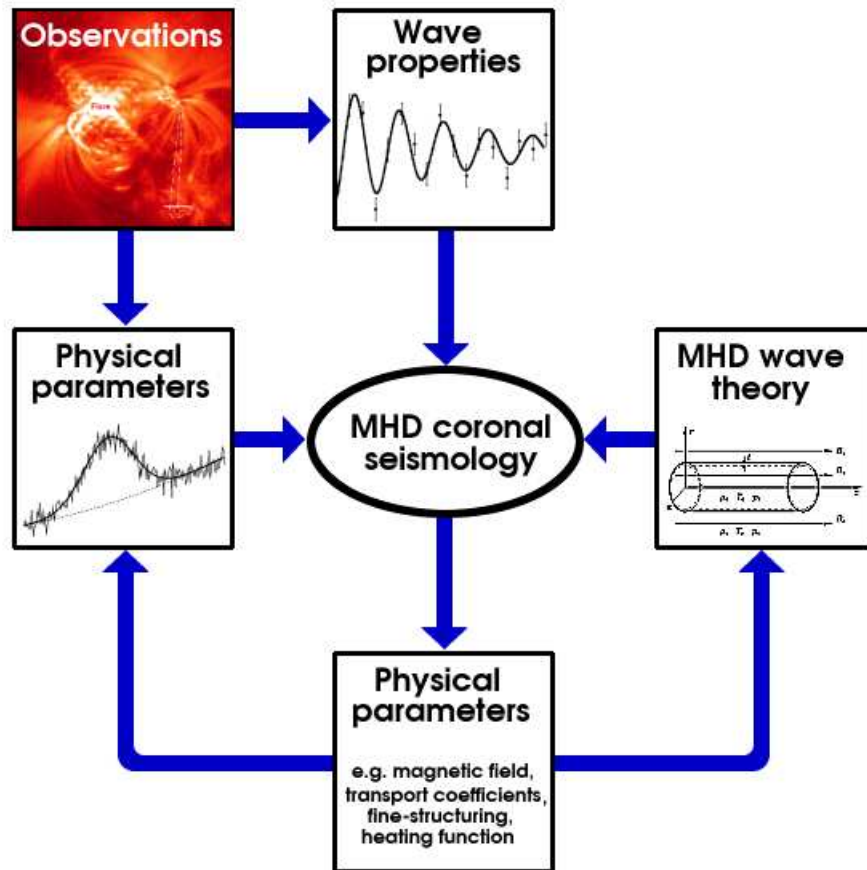 Observations
Flare
Wave
properties
Physical
parameters
MHD coronal
seismology
MHD wave
theory
Physical
parameters
e.g. magnetic field,
transport coefficients,
fine-structuring,
heating function